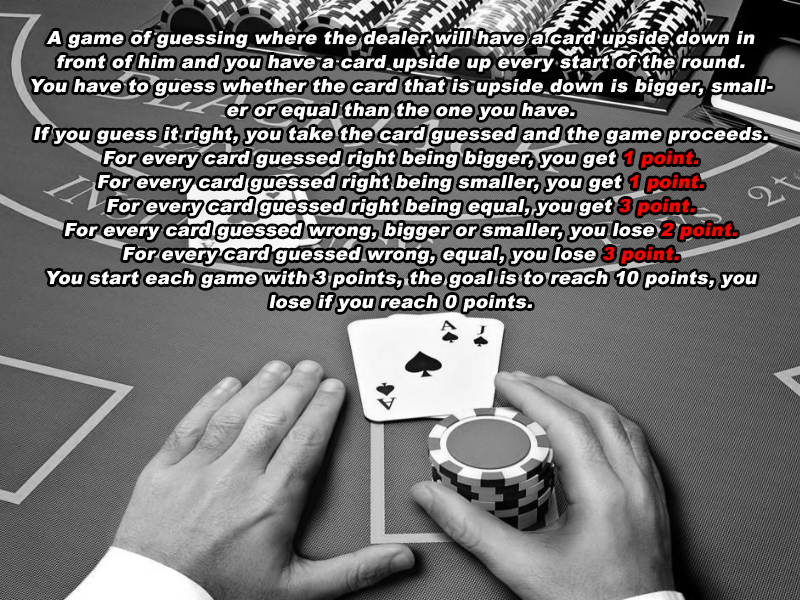 A game of guessing where the dealer will have a card upside down in
front of him and you have a card upside up every start of the round.
You have to guess whether the card that is upside down is bigger, small-
er or equal than the one you have.
If you guess it right, you take the card guessed and the game proceeds.
For every card guessed right being bigger, you get 1 point.
For every card guessed right being smaller, you get 1 point.
For every card guessed right being equal, you get 3 point.
For every card guessed wrong, bigger or smaller, you lose 2 point.
For every card guessed wrong, equal, you lose 3 point.
You start each game with 3 points, the goal is to reach 10 points, you
lose if you reach 0 points.
A J
A